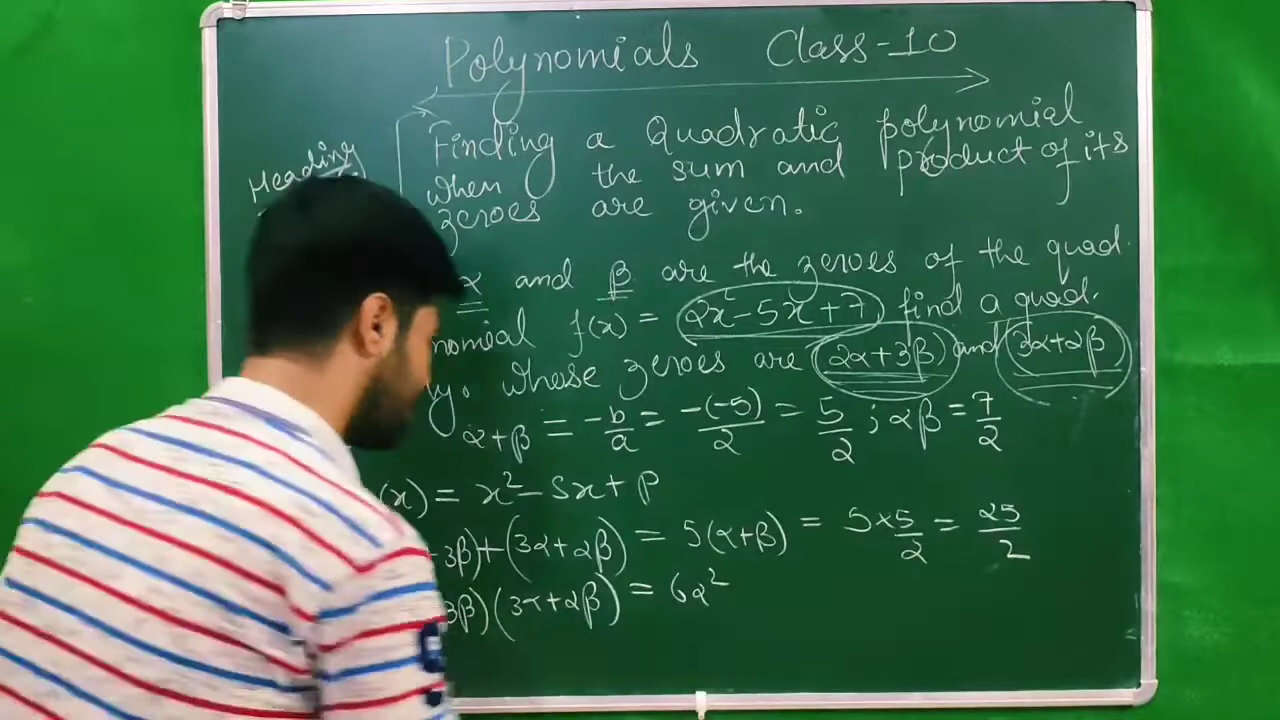 Polynomials Class-10
Heading
Finding a Quadratic polynomial
when the sum and product of its
zeroes are given.
α and β are the zeroes of the quad.
nomial f(x) = 2x²-5x+7 find a quad.
y. whose zeroes are 2α+3β and 3α+2β
α+β = -b/a = -(-5)/2 = 5/2 ; αβ = 7/2
(x) = x² - Sx + P
3β)+(3α+2β) = 5(α+β) = 5×5/2 = 25/2
3β)(3α+2β) = 6α²